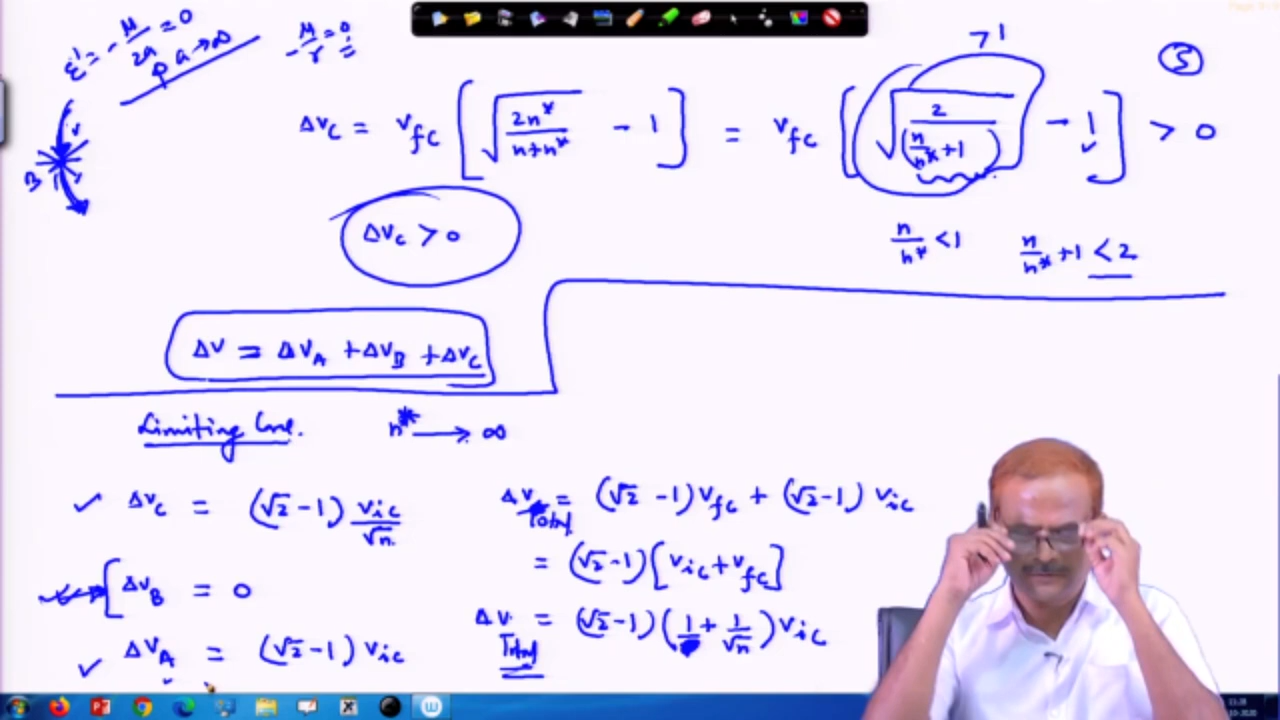 ε' = -μ/2a = 0
a → ∞
-μ/r = 0
>1
5
ΔV_C = V_fC [√(2n*/(n+n*)) - 1] = V_fC [√(2/(n/n* + 1)) - 1] > 0
B
V
ΔV_C > 0
n/n* < 1
n/n* + 1 < 2
ΔV = ΔV_A + ΔV_B + ΔV_C
Limiting Case. n* → ∞
✓ ΔV_C = (√2 - 1) V_ic/√n
ΔV_B = 0
✓ ΔV_A = (√2 - 1) V_ic
ΔV_Total = (√2 - 1) V_fc + (√2 - 1) V_ic
= (√2 - 1) [V_ic + V_fc]
ΔV_Total = (√2 - 1) (1 + 1/√n) V_ic